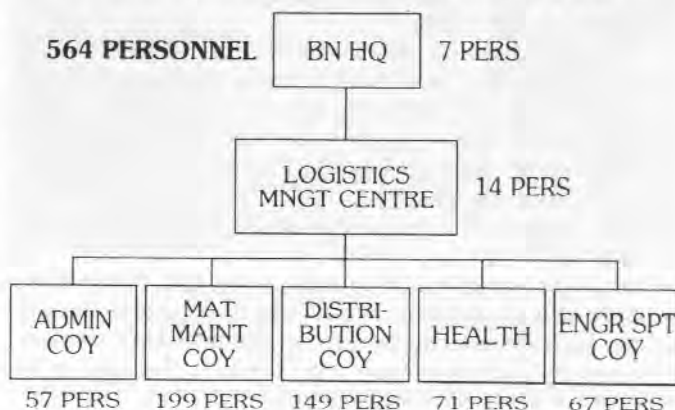 564 PERSONNEL
BN HQ
7 PERS
LOGISTICS
MNGT CENTRE
14 PERS
ADMIN
COY
MAT
MAINT
COY
DISTRI-
BUTION
COY
HEALTH
ENGR SPT
COY
57 PERS
199 PERS
149 PERS
71 PERS
67 PERS